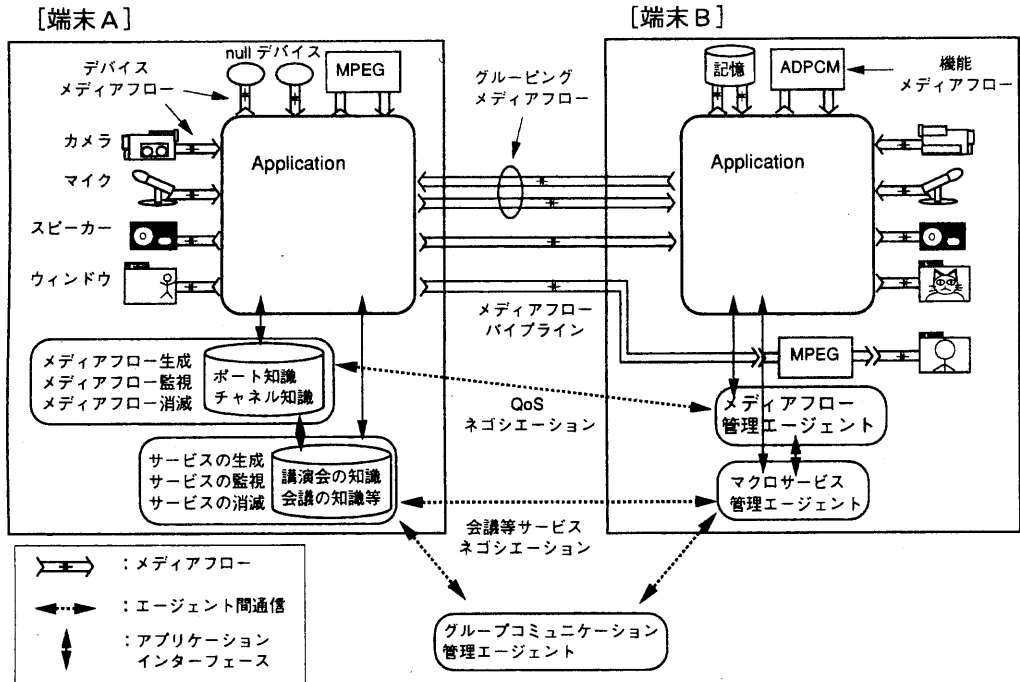 [端末A]
[端末B]
null デバイス
デバイス
メディアフロー
MPEG
グルーピング
メディアフロー
記憶
ADPCM
機能
メディアフロー
カメラ
マイク
スピーカー
ウィンドウ
Application
Application
メディアフロー
パイプライン
MPEG
メディアフロー生成
メディアフロー監視
メディアフロー消滅
ポート知識
チャネル知識
QoS
ネゴシエーション
メディアフロー
管理エージェント
サービスの生成
サービスの監視
サービスの消滅
講演会の知識
会議の知識等
マクロサービス
管理エージェント
会議等サービス
ネゴシエーション
:メディアフロー
:エージェント間通信
:アプリケーション
インターフェース
グループコミュニケーション
管理エージェント